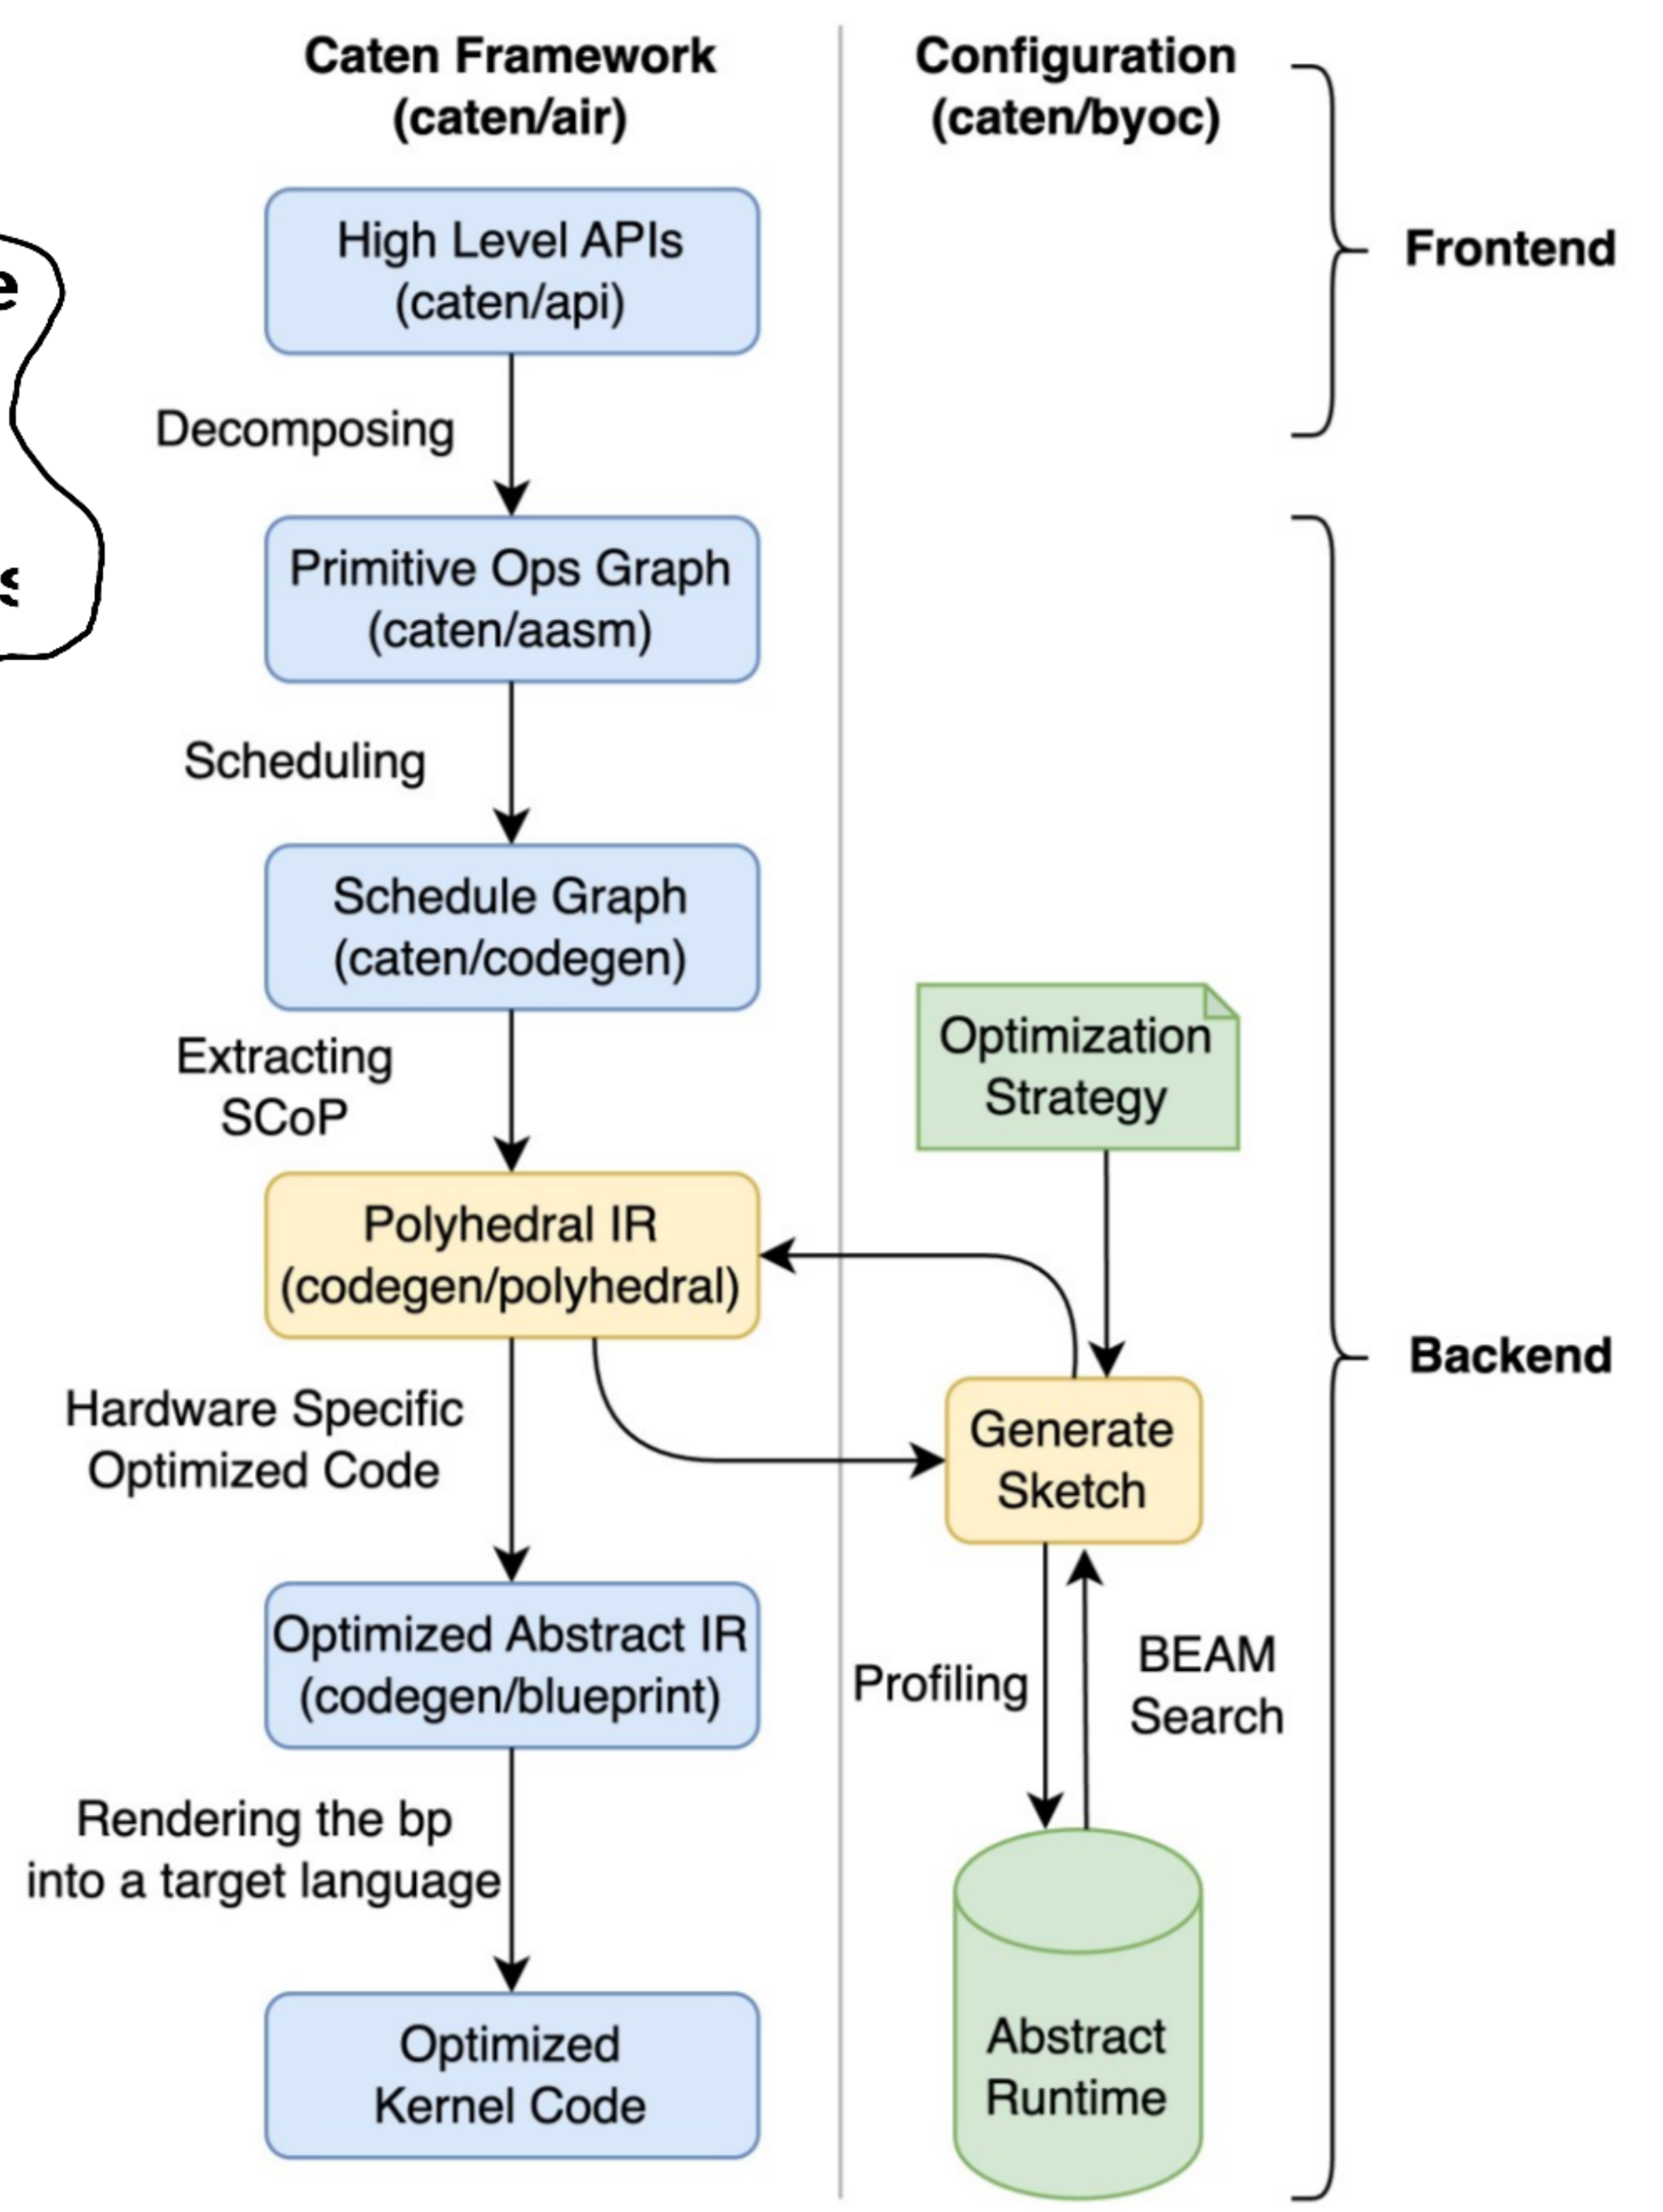 Caten Framework
(caten/air)
Configuration
(caten/byoc)
High Level APIs
(caten/api)
Frontend
Decomposing
Primitive Ops Graph
(caten/aasm)
Scheduling
Schedule Graph
(caten/codegen)
Extracting
SCoP
Optimization
Strategy
Polyhedral IR
(codegen/polyhedral)
Backend
Hardware Specific
Optimized Code
Generate
Sketch
Optimized Abstract IR
(codegen/blueprint)
Profiling
BEAM
Search
Rendering the bp
into a target language
Optimized
Kernel Code
Abstract
Runtime